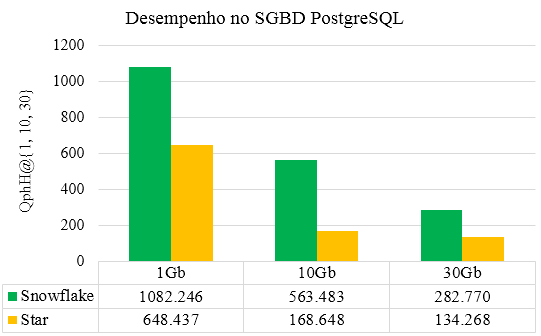 Desempenho no SGBD PostgreSQL
QphH@{1, 10, 30}
1200
1000
800
600
400
200
0
1Gb 10Gb 30Gb
Snowflake 1082.246 563.483 282.770
Star 648.437 168.648 134.268